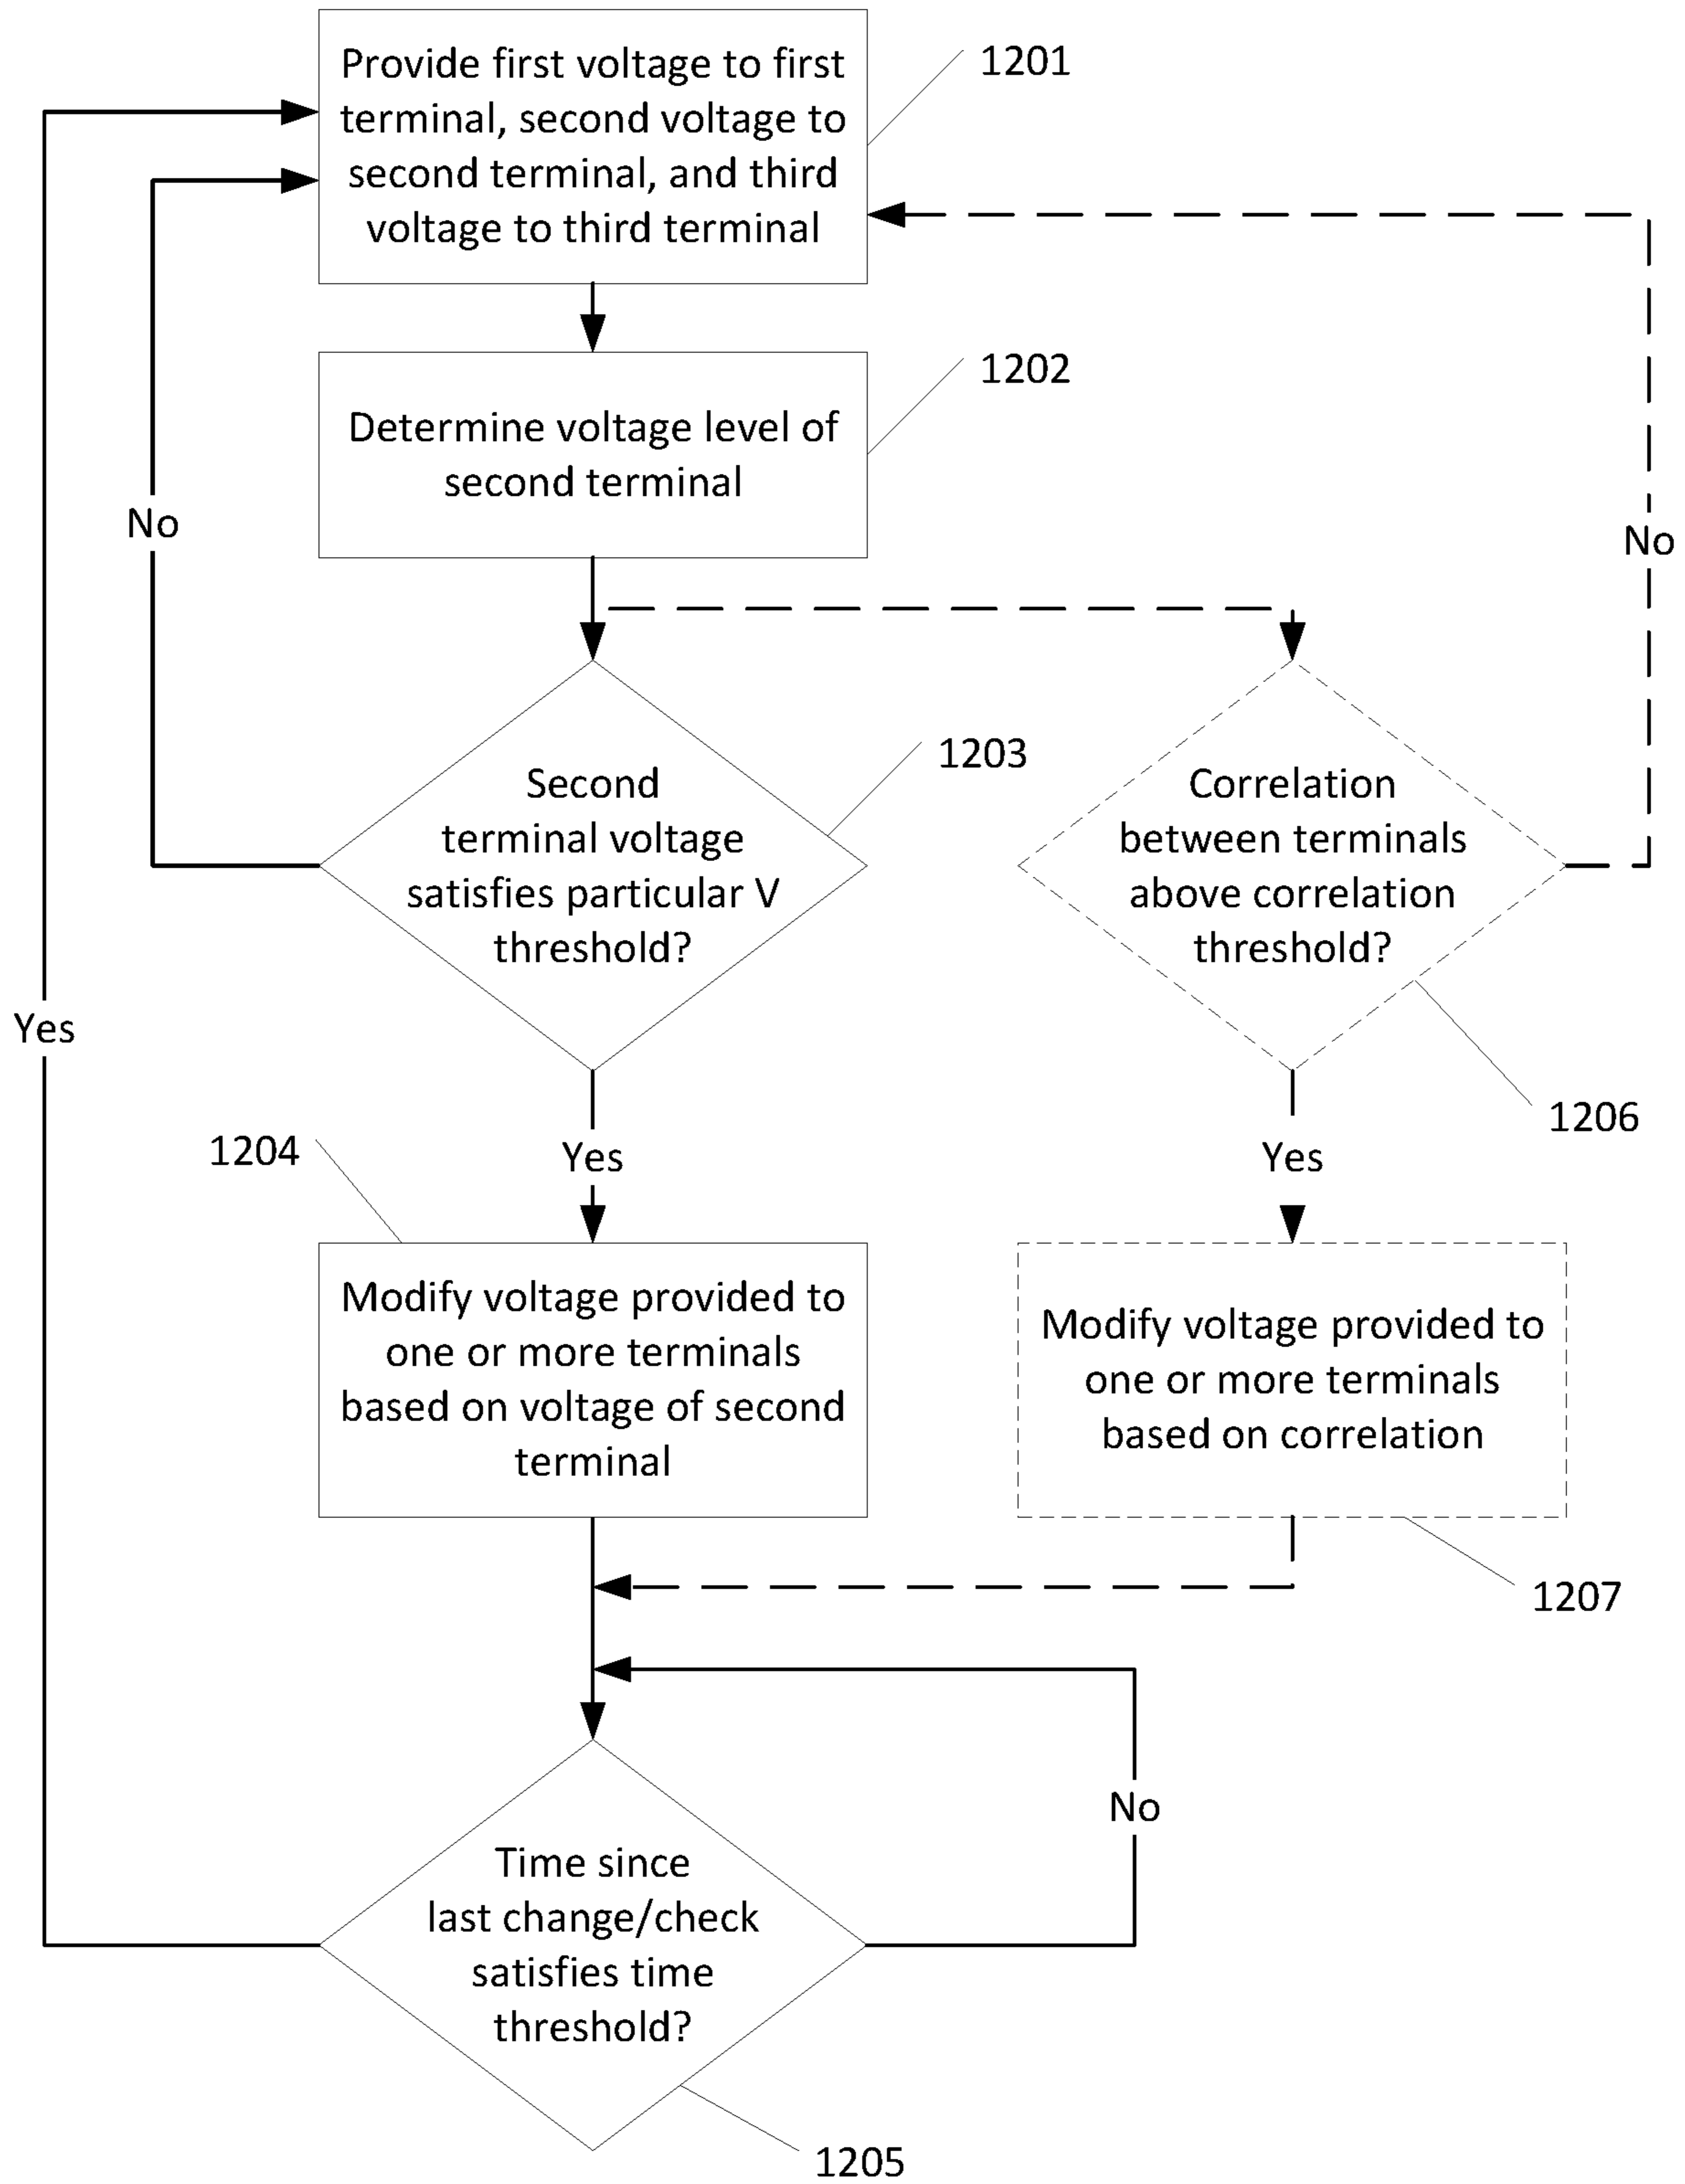 Provide first voltage to first
terminal, second voltage to
second terminal, and third
voltage to third terminal
1201
Determine voltage level of
second terminal
1202
No
No
Second
terminal voltage
satisfies particular V
threshold?
1203
Correlation
between terminals
above correlation
threshold?
1206
Yes
Yes
Yes
1204
Modify voltage provided to
one or more terminals
based on voltage of second
terminal
Modify voltage provided to
one or more terminals
based on correlation
1207
No
Time since
last change/check
satisfies time
threshold?
1205